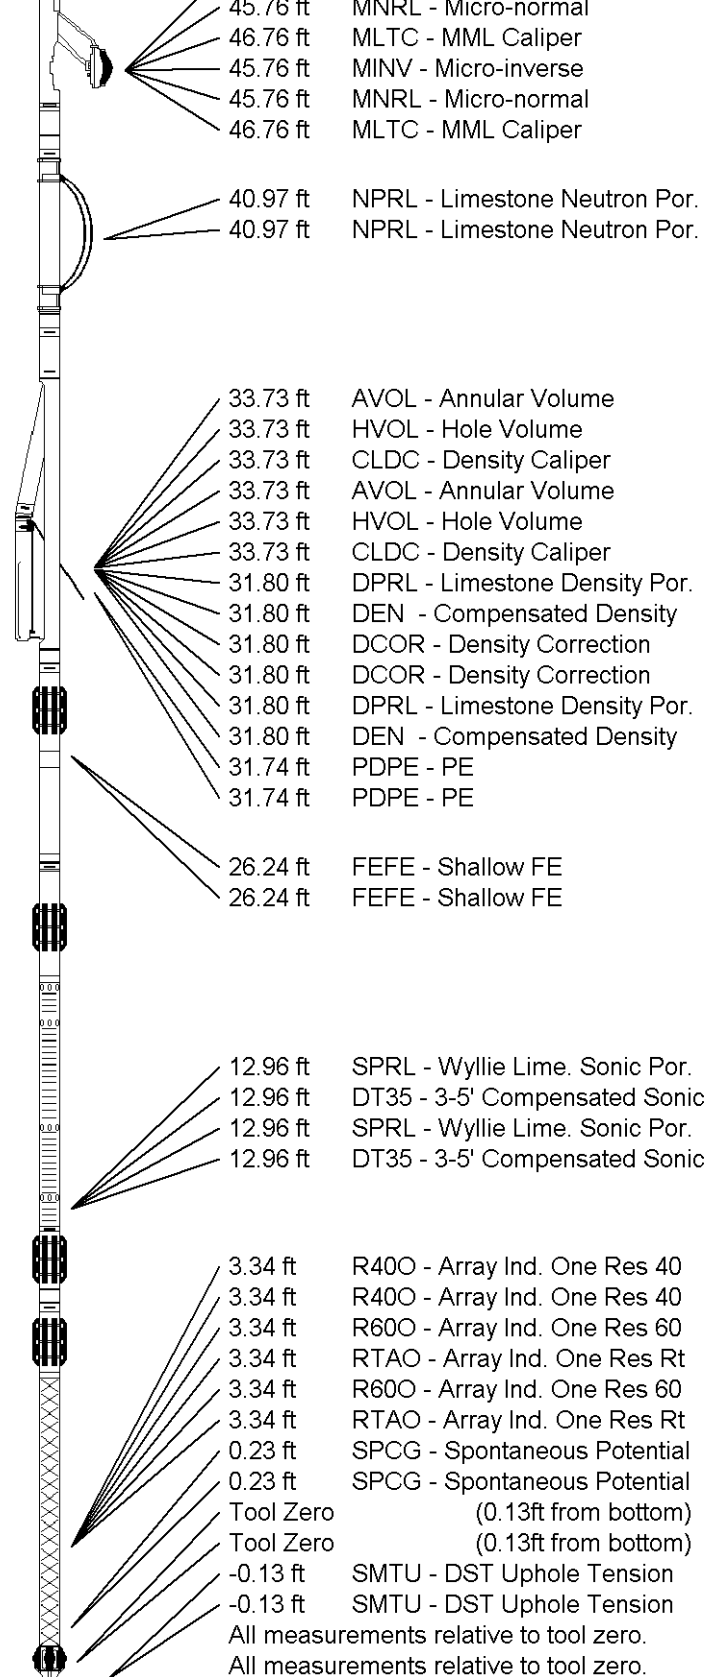 45.76 ft MNRL - Micro-normal
46.76 ft MLTC - MML Caliper
45.76 ft MINV - Micro-inverse
45.76 ft MNRL - Micro-normal
46.76 ft MLTC - MML Caliper
40.97 ft NPRL - Limestone Neutron Por.
40.97 ft NPRL - Limestone Neutron Por.
33.73 ft AVOL - Annular Volume
33.73 ft HVOL - Hole Volume
33.73 ft CLDC - Density Caliper
33.73 ft AVOL - Annular Volume
33.73 ft HVOL - Hole Volume
33.73 ft CLDC - Density Caliper
31.80 ft DPRL - Limestone Density Por.
31.80 ft DEN - Compensated Density
31.80 ft DCOR - Density Correction
31.80 ft DCOR - Density Correction
31.80 ft DPRL - Limestone Density Por.
31.80 ft DEN - Compensated Density
31.74 ft PDPE - PE
31.74 ft PDPE - PE
26.24 ft FEFE - Shallow FE
26.24 ft FEFE - Shallow FE
12.96 ft SPRL - Wyllie Lime. Sonic Por.
12.96 ft DT35 - 3-5' Compensated Sonic
12.96 ft SPRL - Wyllie Lime. Sonic Por.
12.96 ft DT35 - 3-5' Compensated Sonic
3.34 ft R40O - Array Ind. One Res 40
3.34 ft R40O - Array Ind. One Res 40
3.34 ft R60O - Array Ind. One Res 60
3.34 ft RTAO - Array Ind. One Res Rt
3.34 ft R60O - Array Ind. One Res 60
3.34 ft RTAO - Array Ind. One Res Rt
0.23 ft SPCG - Spontaneous Potential
0.23 ft SPCG - Spontaneous Potential
Tool Zero (0.13ft from bottom)
Tool Zero (0.13ft from bottom)
-0.13 ft SMTU - DST Uphole Tension
-0.13 ft SMTU - DST Uphole Tension
All measurements relative to tool zero.
All measurements relative to tool zero.